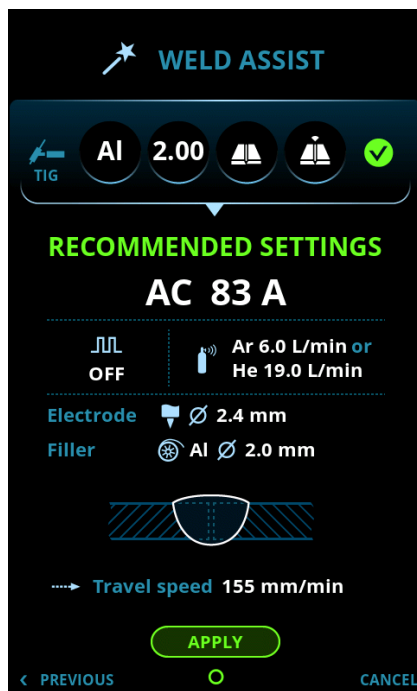 WELD ASSIST
TIG
Al
2.00
RECOMMENDED SETTINGS
AC 83 A
OFF
Ar 6.0 L/min or
He 19.0 L/min
Electrode Ø 2.4 mm
Filler Al Ø 2.0 mm
Travel speed 155 mm/min
APPLY
‹ PREVIOUS
CANCEL